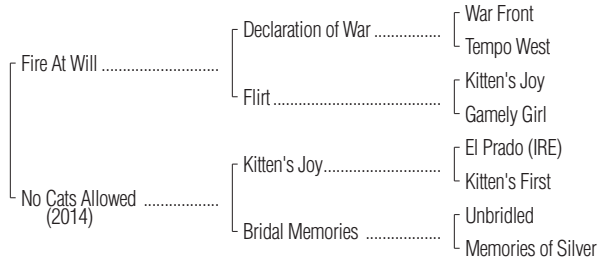 War Front
Declaration of War ................
Tempo West
Fire At Will ............................
Kitten's Joy
Flirt ........................................
Gamely Girl
El Prado (IRE)
Kitten's Joy............................
Kitten's First
No Cats Allowed ..................
(2014)
Unbridled
Bridal Memories ..................
Memories of Silver